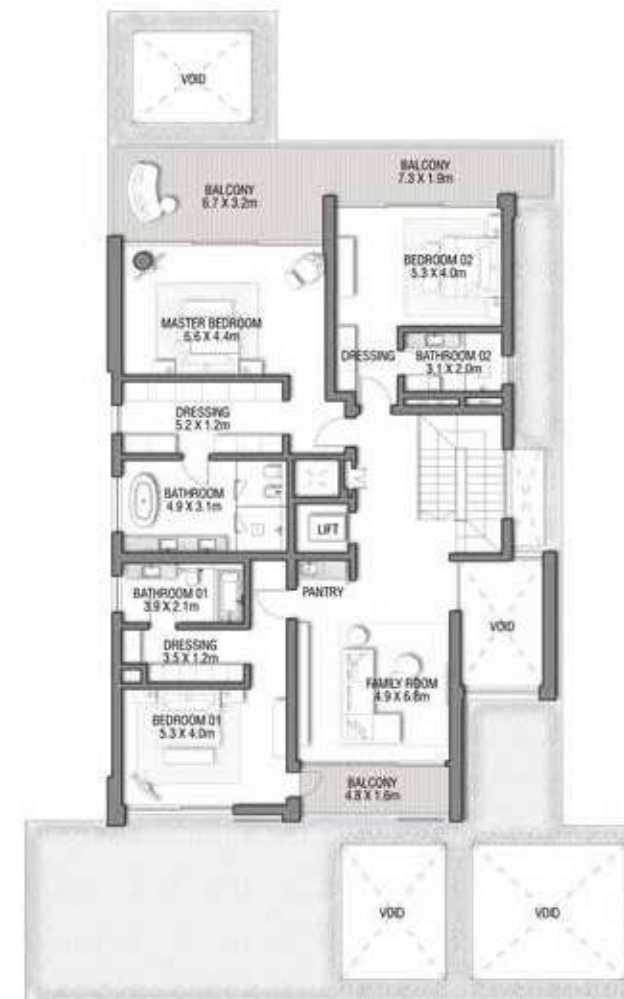 VOID
BALCONY
6.7 X 3.2m
BALCONY
7.3 X 1.9m
BEDROOM 02
5.3 X 4.0m
MASTER BEDROOM
6.6 X 4.4m
DRESSING
BATHROOM 02
3.1 X 2.0m
DRESSING
5.2 X 1.2m
BATHROOM
4.9 X 3.1m
LIFT
PANTRY
BATHROOM 01
3.9 X 2.1m
VOID
DRESSING
3.5 X 1.2m
FAMILY ROOM
4.9 X 6.8m
BEDROOM 01
5.3 X 4.0m
BALCONY
4.8 X 1.6m
VOID
VOID